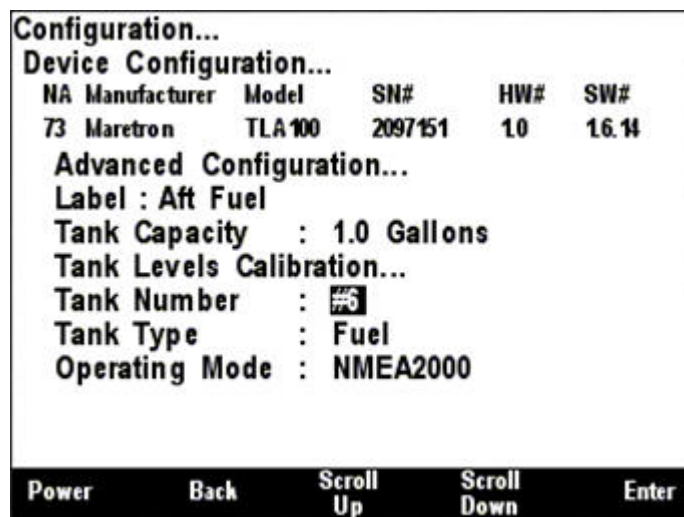 Configuration...
Device Configuration...
NA Manufacturer Model SN# HW# SW#
73 Maretron TLA100 2097151 1.0 1.6.14
Advanced Configuration...
Label : Aft Fuel
Tank Capacity : 1.0 Gallons
Tank Levels Calibration...
Tank Number : #6
Tank Type : Fuel
Operating Mode : NMEA2000
Power Back Scroll Up Scroll Down Enter